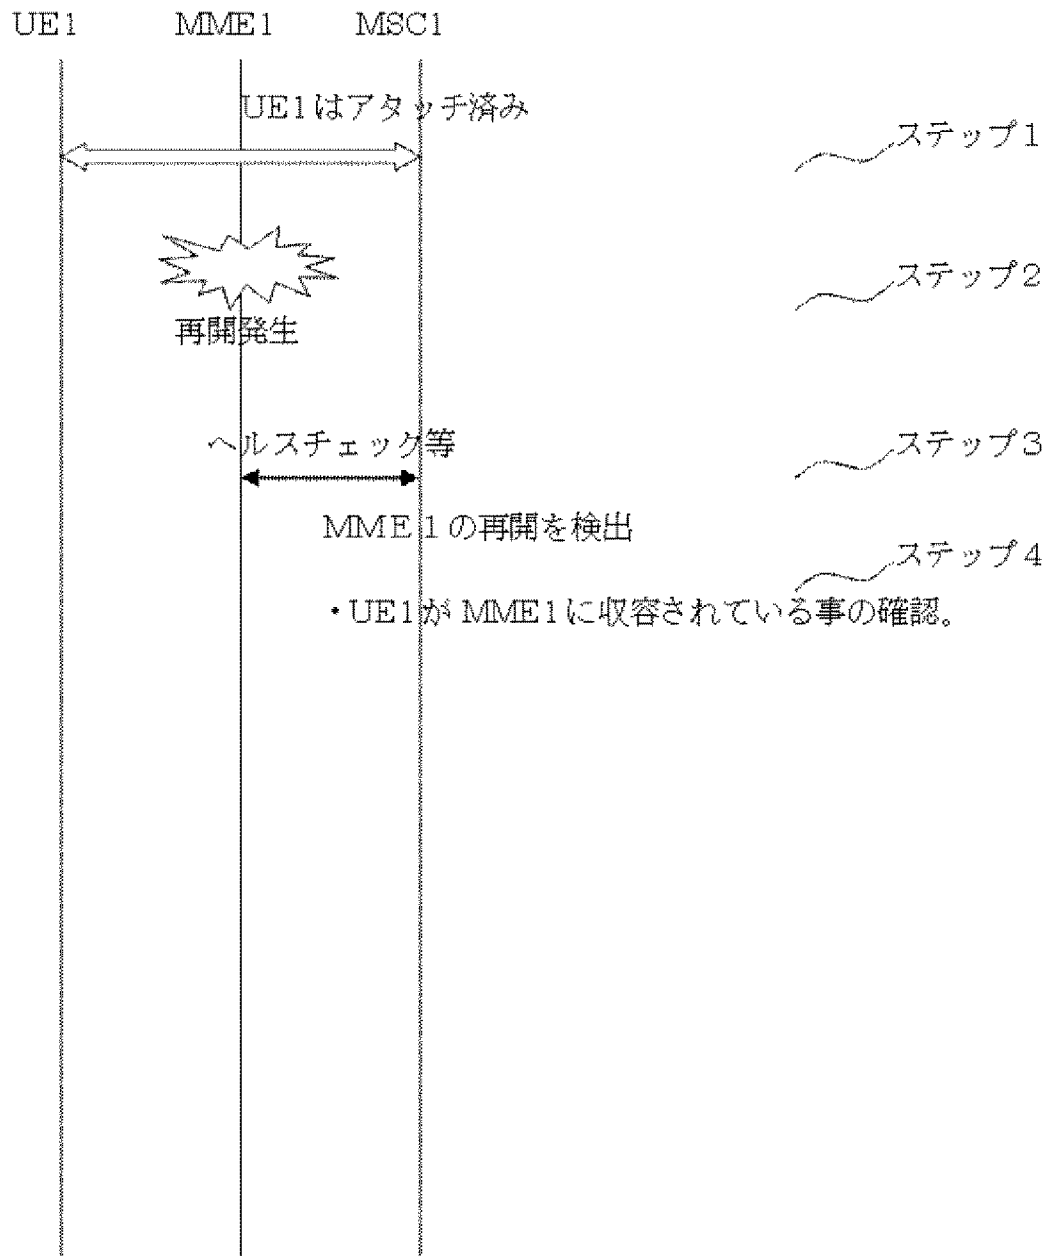 UE1 MME1 MSC1
UE1はアタッチ済み
ステップ1
ステップ2
再開発生
ヘルスチェック等
ステップ3
MME1の再開を検出
ステップ4
・UE1がMME1に収容されている事の確認。